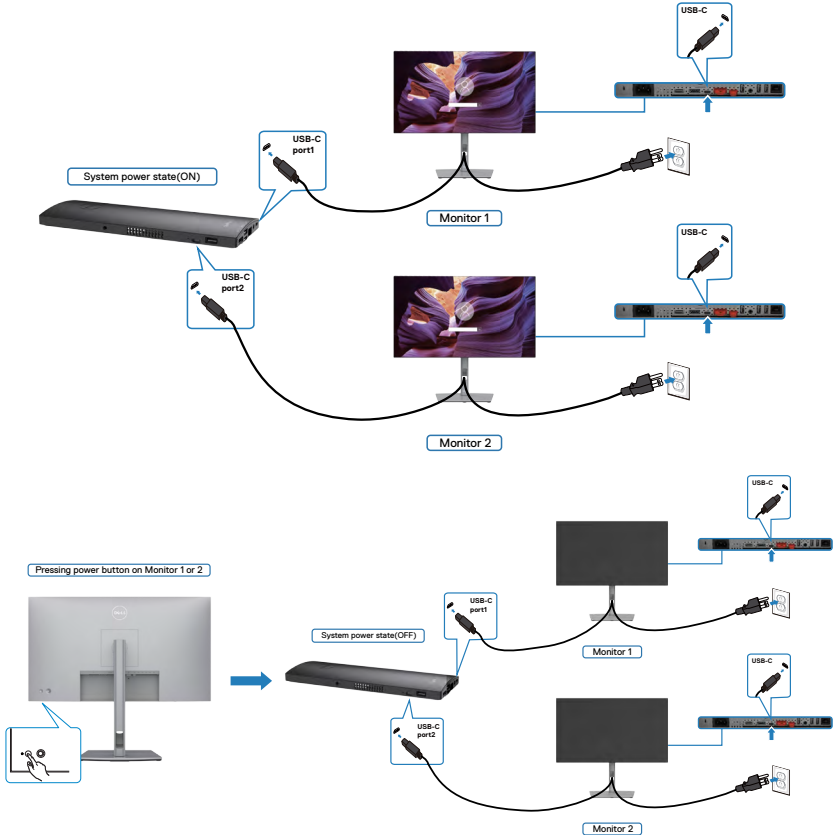 USB-C
USB-C
port1
System power state(ON)
Monitor 1
USB-C
USB-C
port2
Monitor 2
USB-C
Pressing power button on Monitor 1 or 2
USB-C
port1
System power state(OFF)
Monitor 1
USB-C
USB-C
port2
Monitor 2